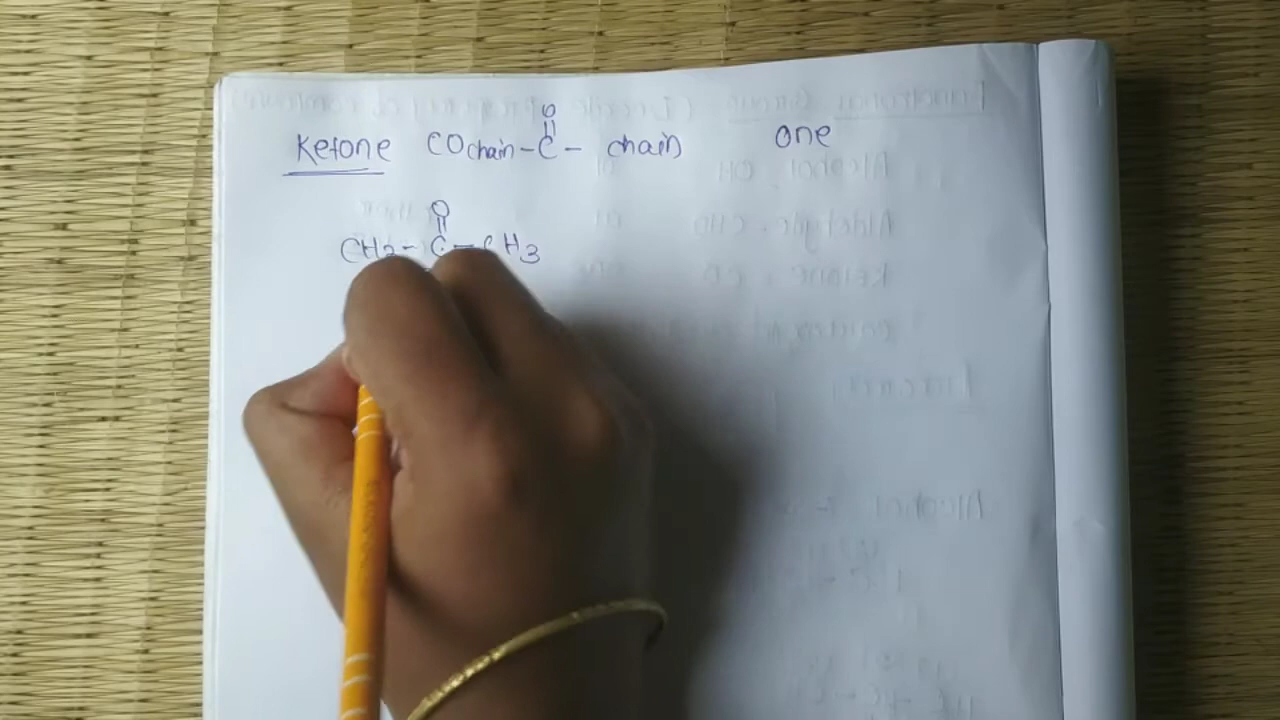 Ketone CO chain - C - chain one
O
||
O
||
CH3 - C - CH3